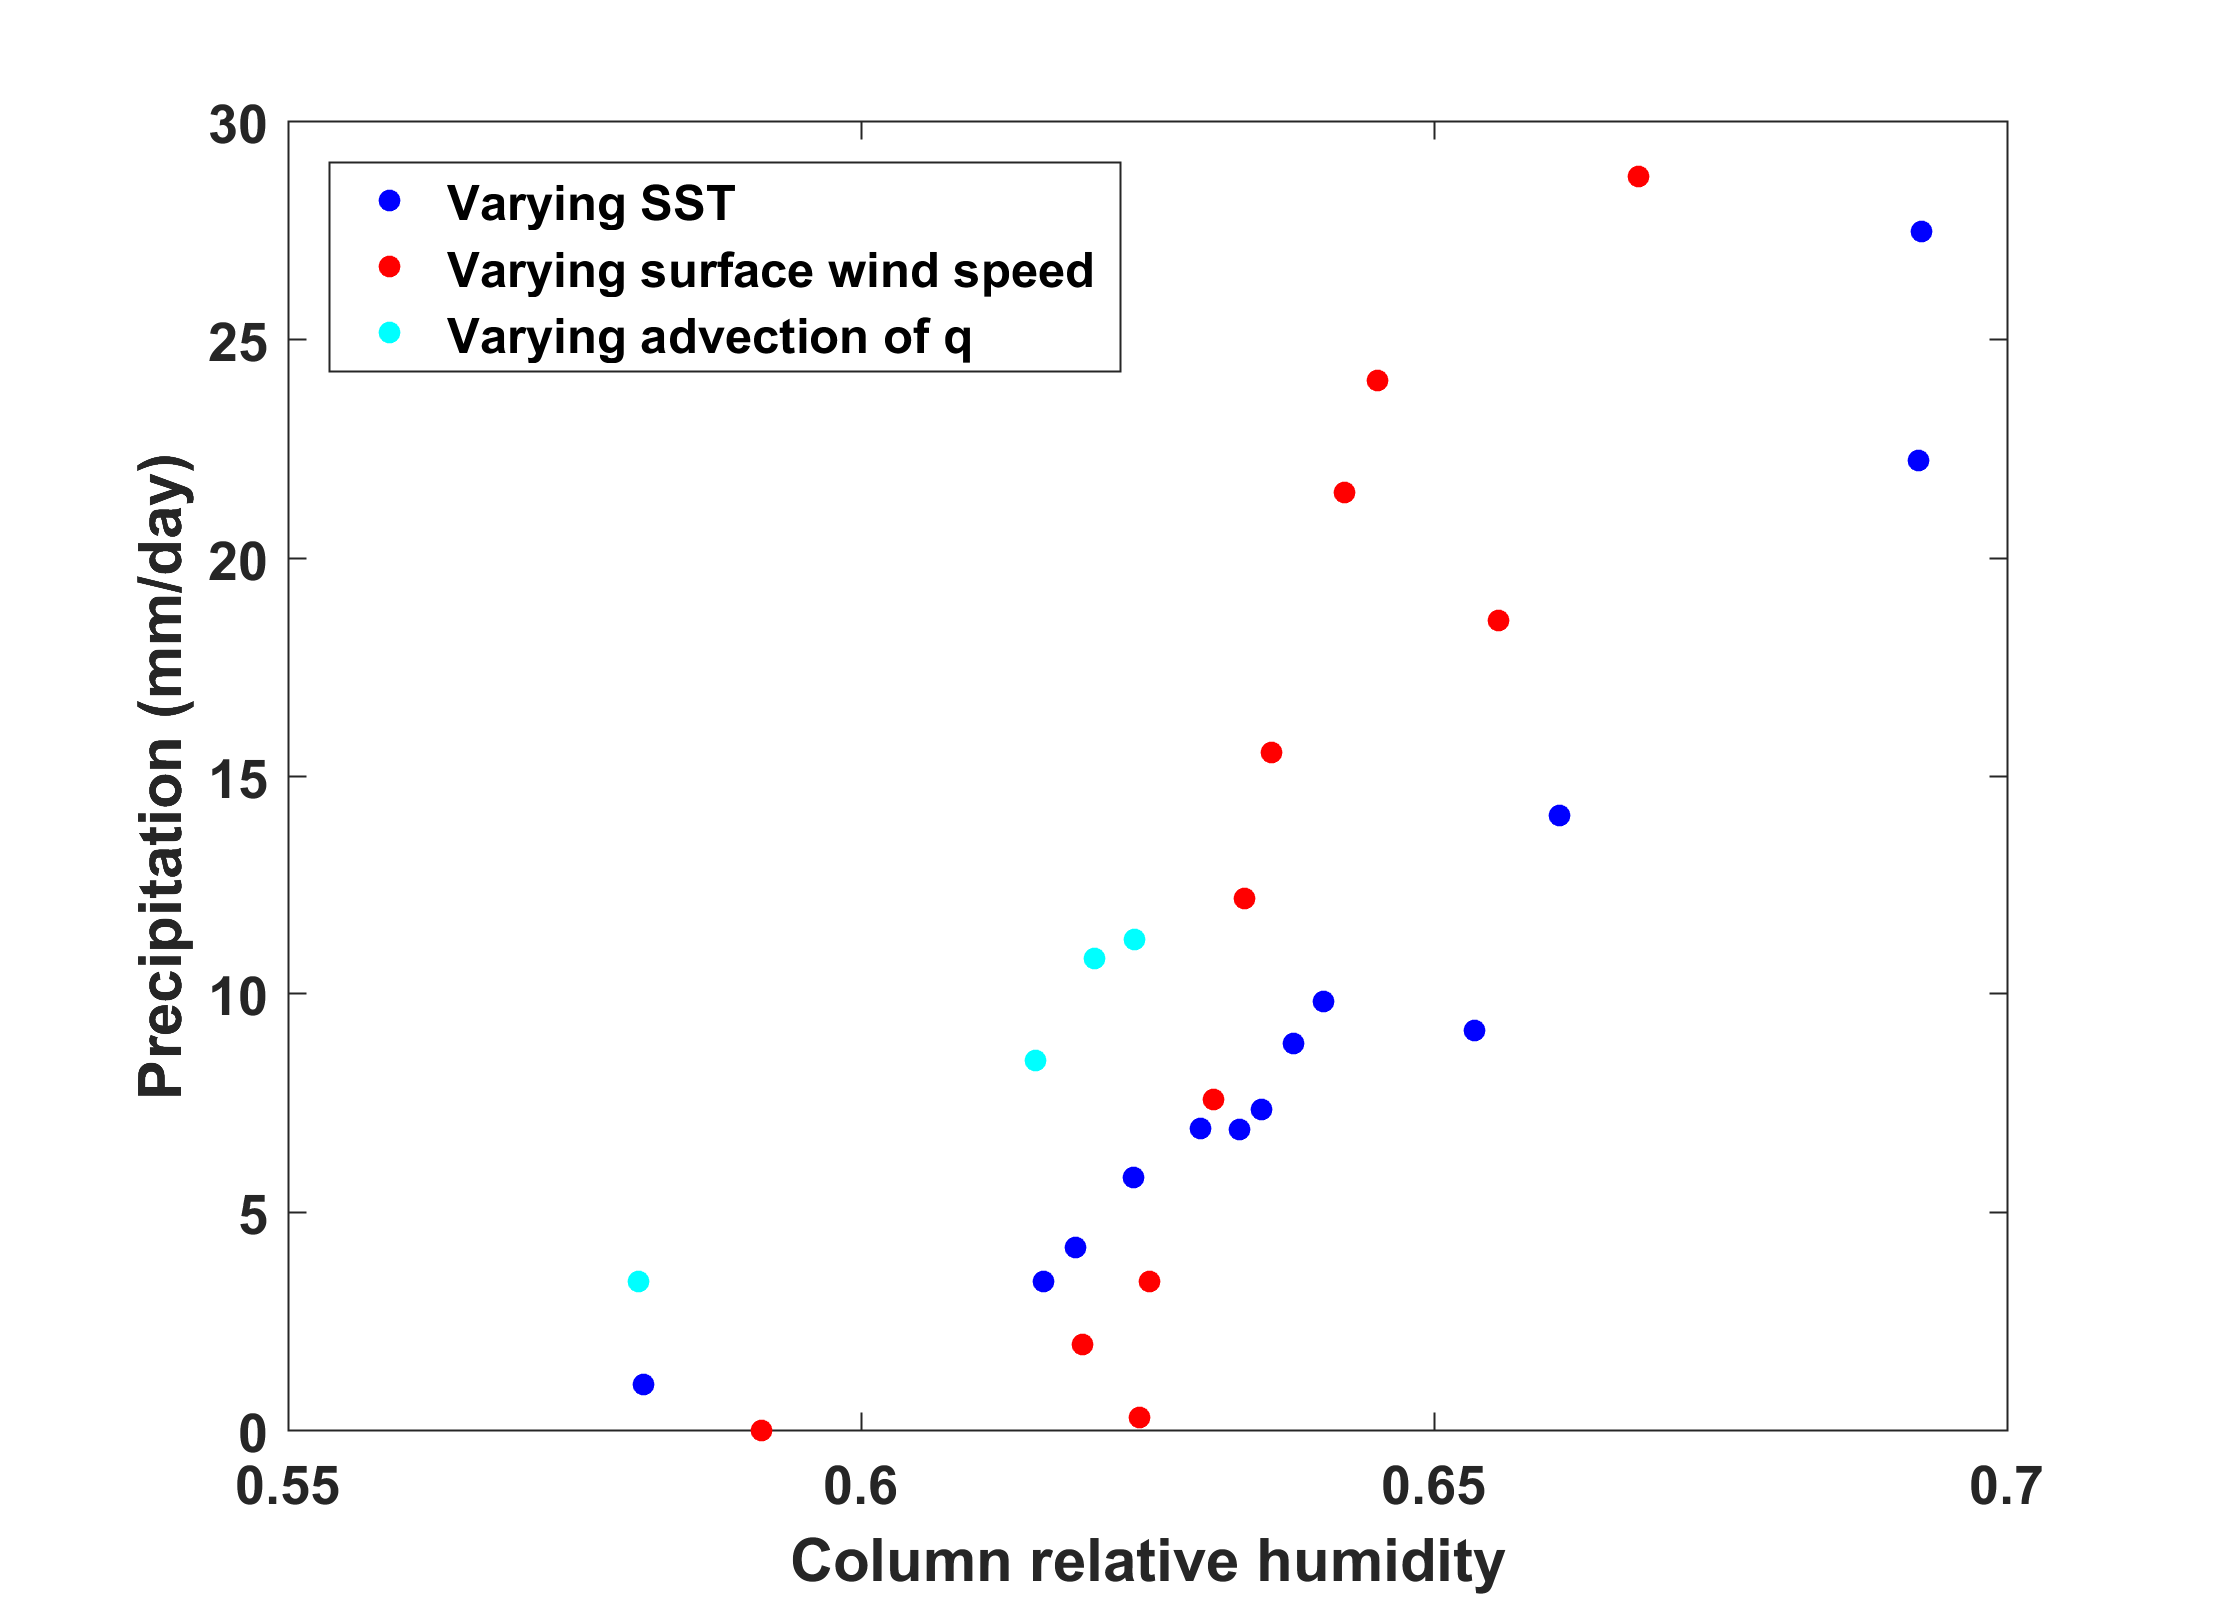 30
25
20
15
10
5
0
Precipitation (mm/day)
Varying SST
Varying surface wind speed
Varying advection of q
0.55 0.6 0.65 0.7
Column relative humidity